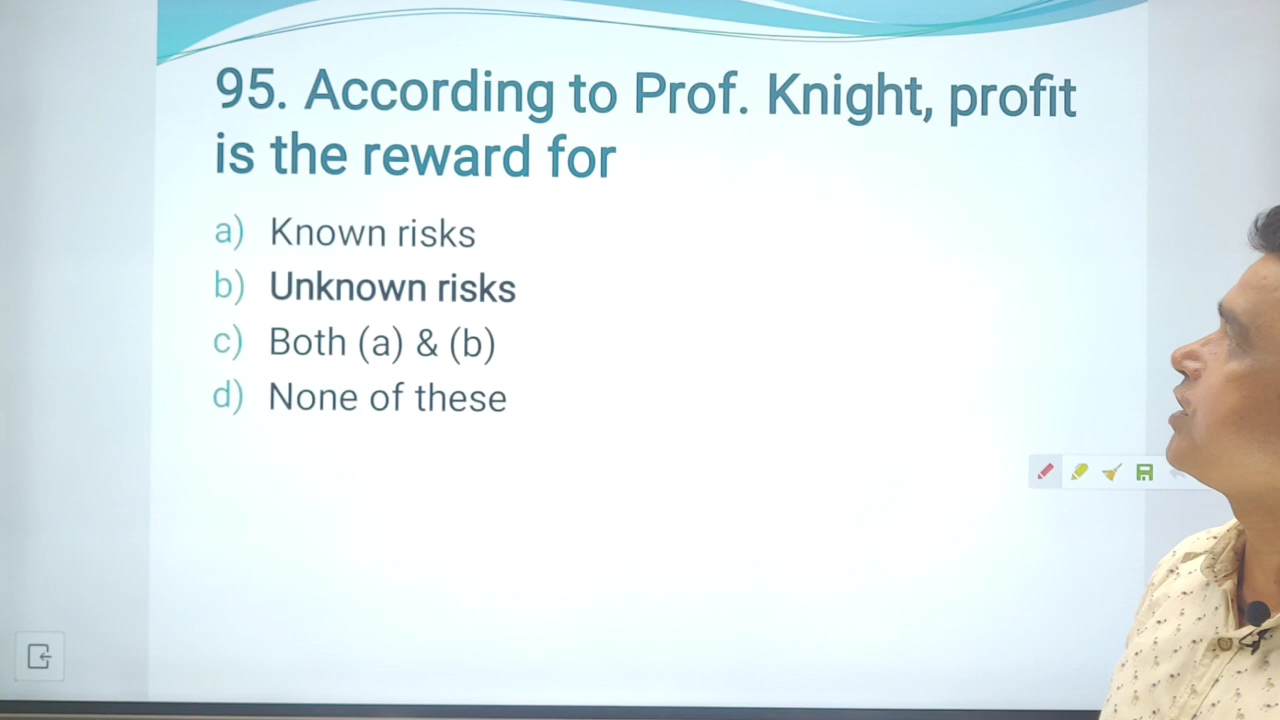 95. According to Prof. Knight, profit
is the reward for
a) Known risks
b) Unknown risks
c) Both (a) & (b)
d) None of these